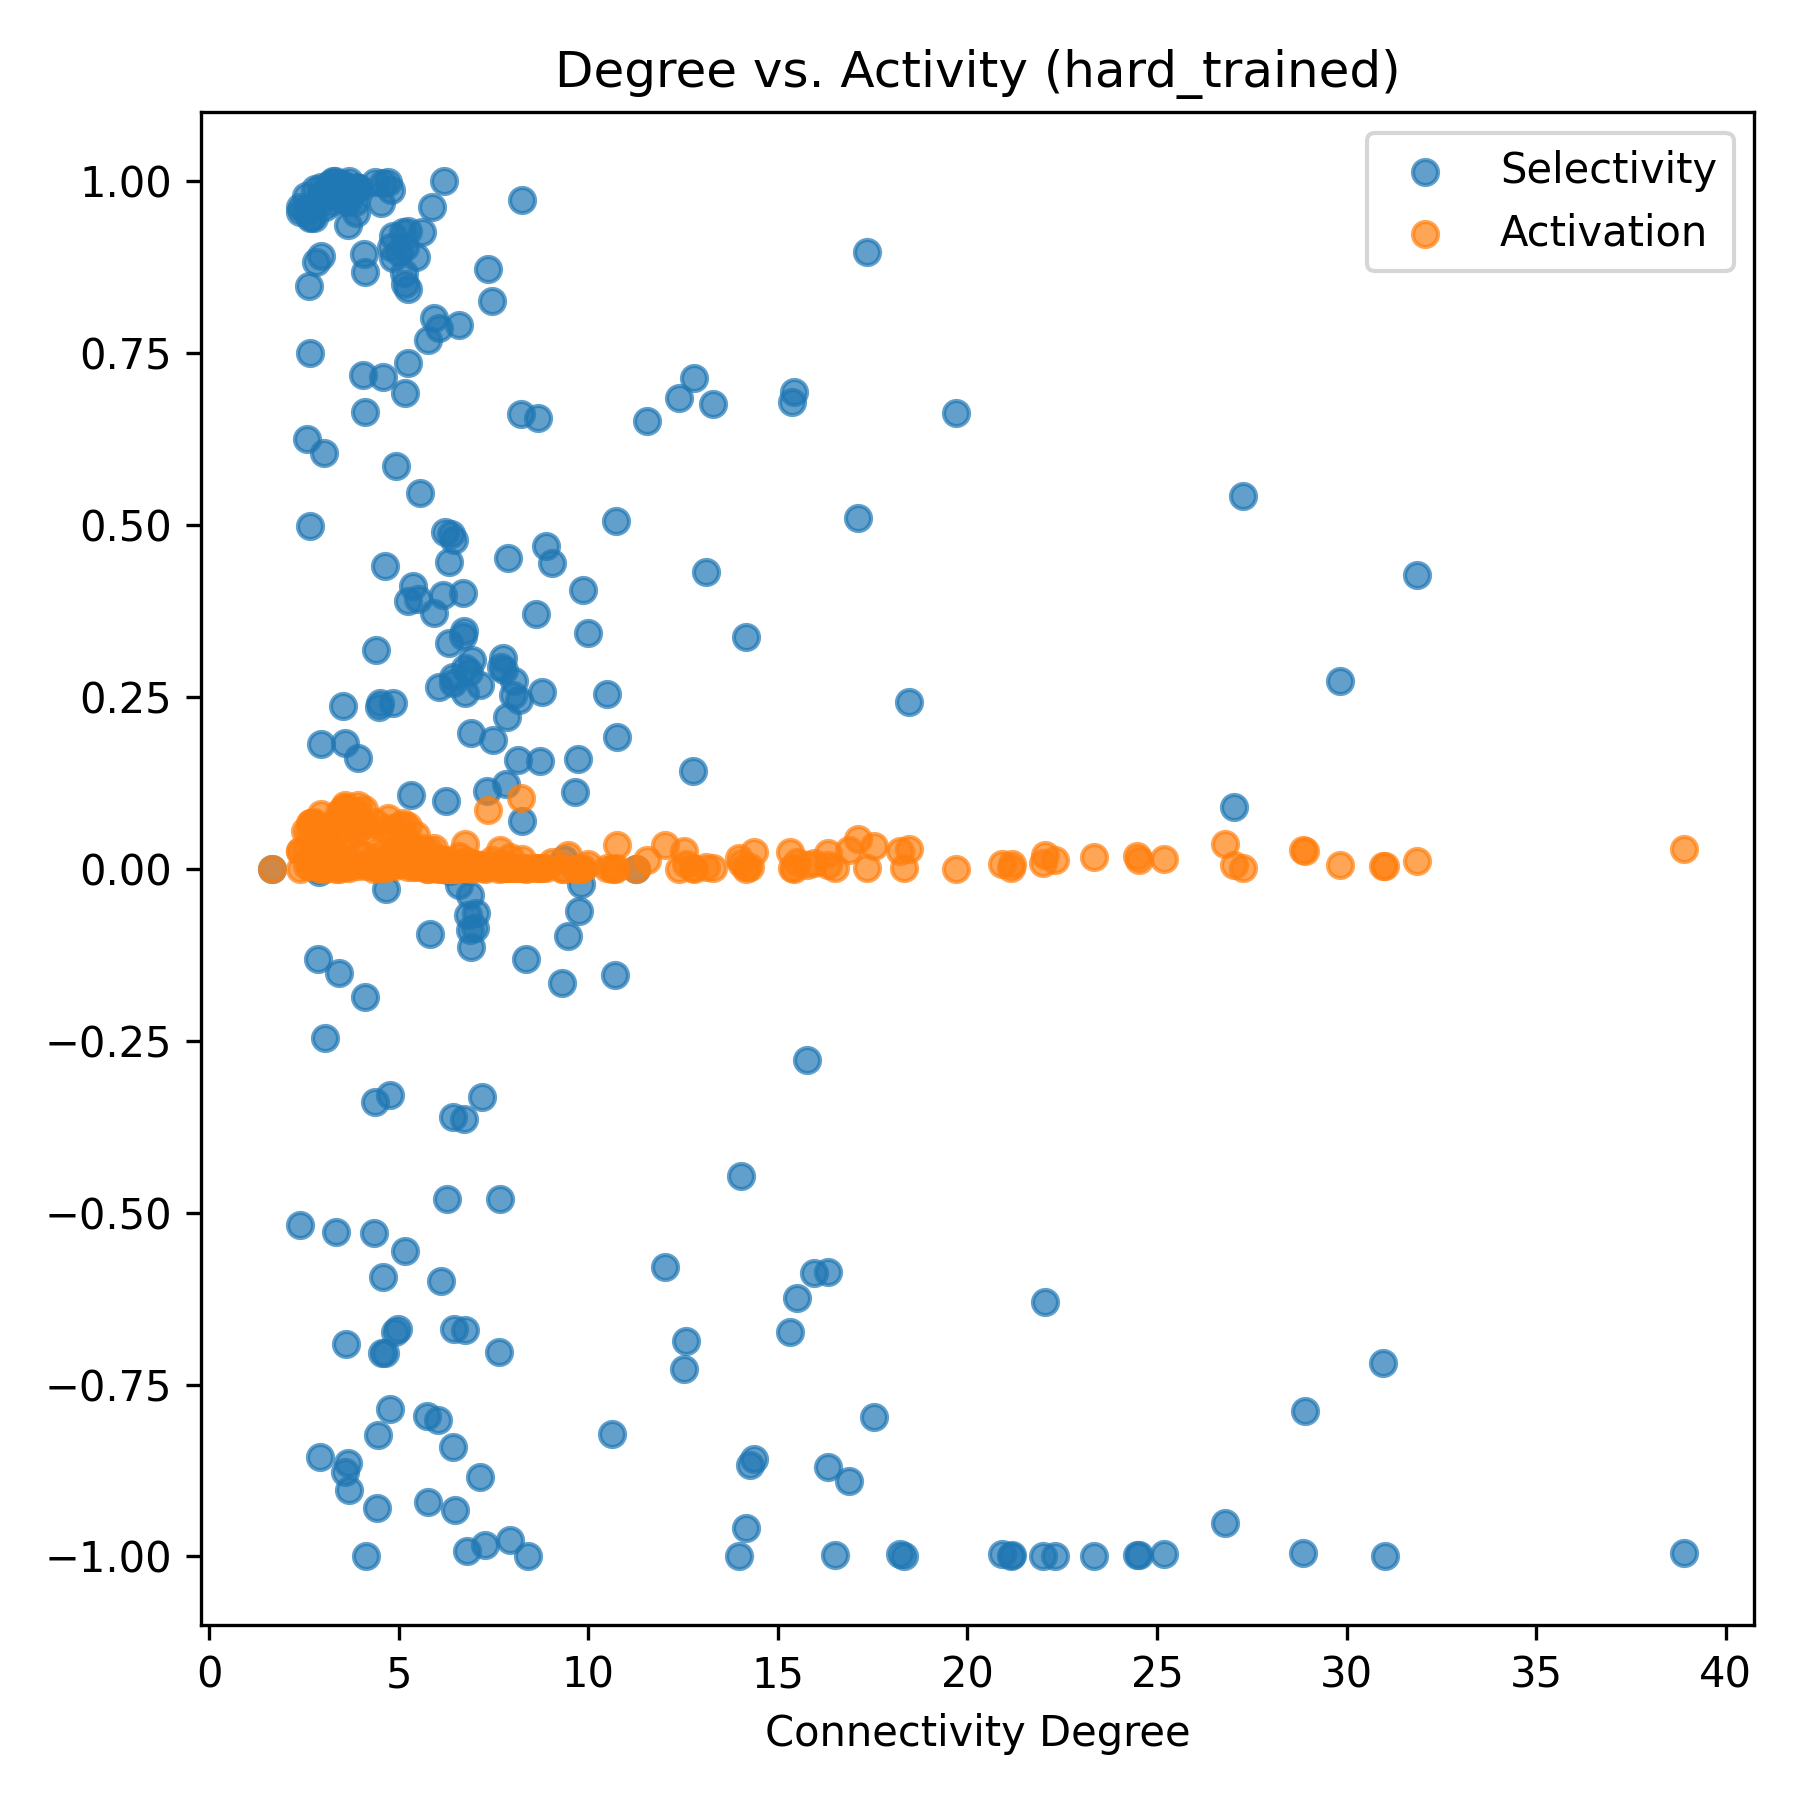 Degree vs. Activity (hard_trained)
Selectivity
Activation
1.00
0.75
0.50
0.25
0.00
−0.25
−0.50
−0.75
−1.00
0 5 10 15 20 25 30 35 40
Connectivity Degree